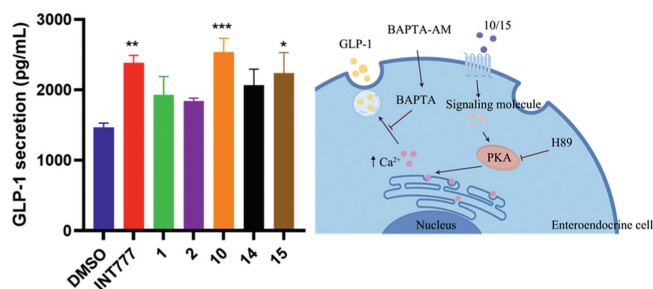 GLP-1 secretion (pg/mL)
3000
2000
1000
0
**
***
*
DMSO
INT777
1
2
10
14
15
10/15
BAPTA-AM
GLP-1
BAPTA
Signaling molecule
H89
PKA
↑ Ca²⁺
Nucleus
Enteroendocrine cell